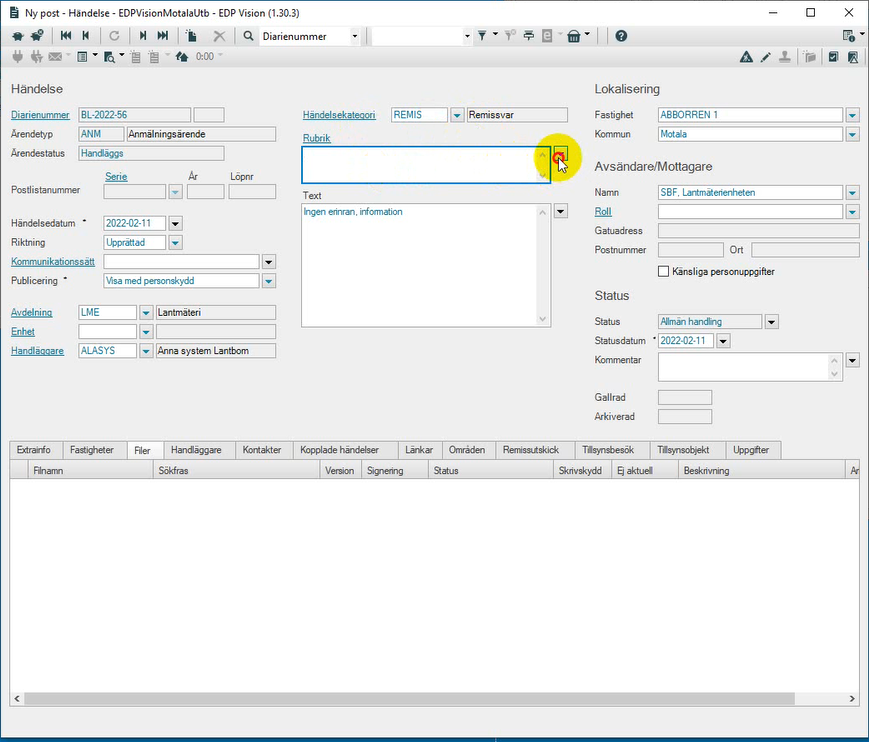 Ny post - Händelse - EDPVisionMotalaUtb - EDP Vision (1.30.3)
Diarienummer
0:00
Händelse
Diarienummer BL-2022-56
Ärendetyp ANM Anmälningsärende
Ärendestatus Handläggs
Serie År Löpnr
Postlistanummer
Händelsedatum * 2022-02-11
Riktning Upprättad
Kommunikationssätt
Publicering * Visa med personskydd
Avdelning LME Lantmäteri
Enhet
Handläggare ALASYS Anna system Lantbom
Händelsekategori REMIS Remissvar
Rubrik
Text
Ingen erinran, information
Lokalisering
Fastighet ABBORREN 1
Kommun Motala
Avsändare/Mottagare
Namn SBF, Lantmäterienheten
Roll
Gatuadress
Postnummer Ort
Känsliga personuppgifter
Status
Status Allmän handling
Statusdatum * 2022-02-11
Kommentar
Gallrad
Arkiverad
Extrainfo Fastigheter Filer Handläggare Kontakter Kopplade händelser Länkar Områden Remissutskick Tillsynsbesök Tillsynsobjekt Uppgifter
Filnamn Sökfras Version Signering Status Skrivskydd Ej aktuell Beskrivning Ar